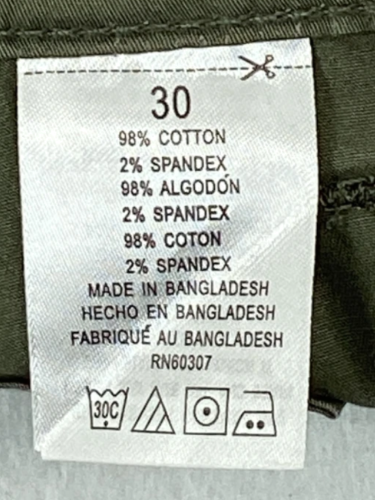 30
98% COTTON
2% SPANDEX
98% ALGODÓN
2% SPANDEX
98% COTON
2% SPANDEX
MADE IN BANGLADESH
HECHO EN BANGLADESH
FABRIQUÉ AU BANGLADESH
RN60307
30C